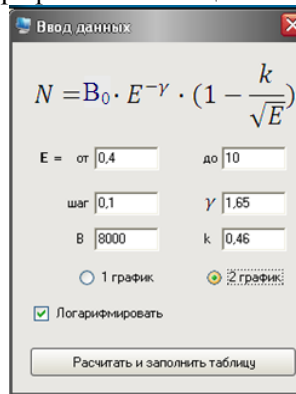 Ввод данных
N = B₀ · E^{-γ} · (1 - k/√E)
E = от 0,4 до 10
шаг 0,1 γ 1,65
B 8000 k 0,46
1 график 2 график
Логарифмировать
Расчитать и заполнить таблицу